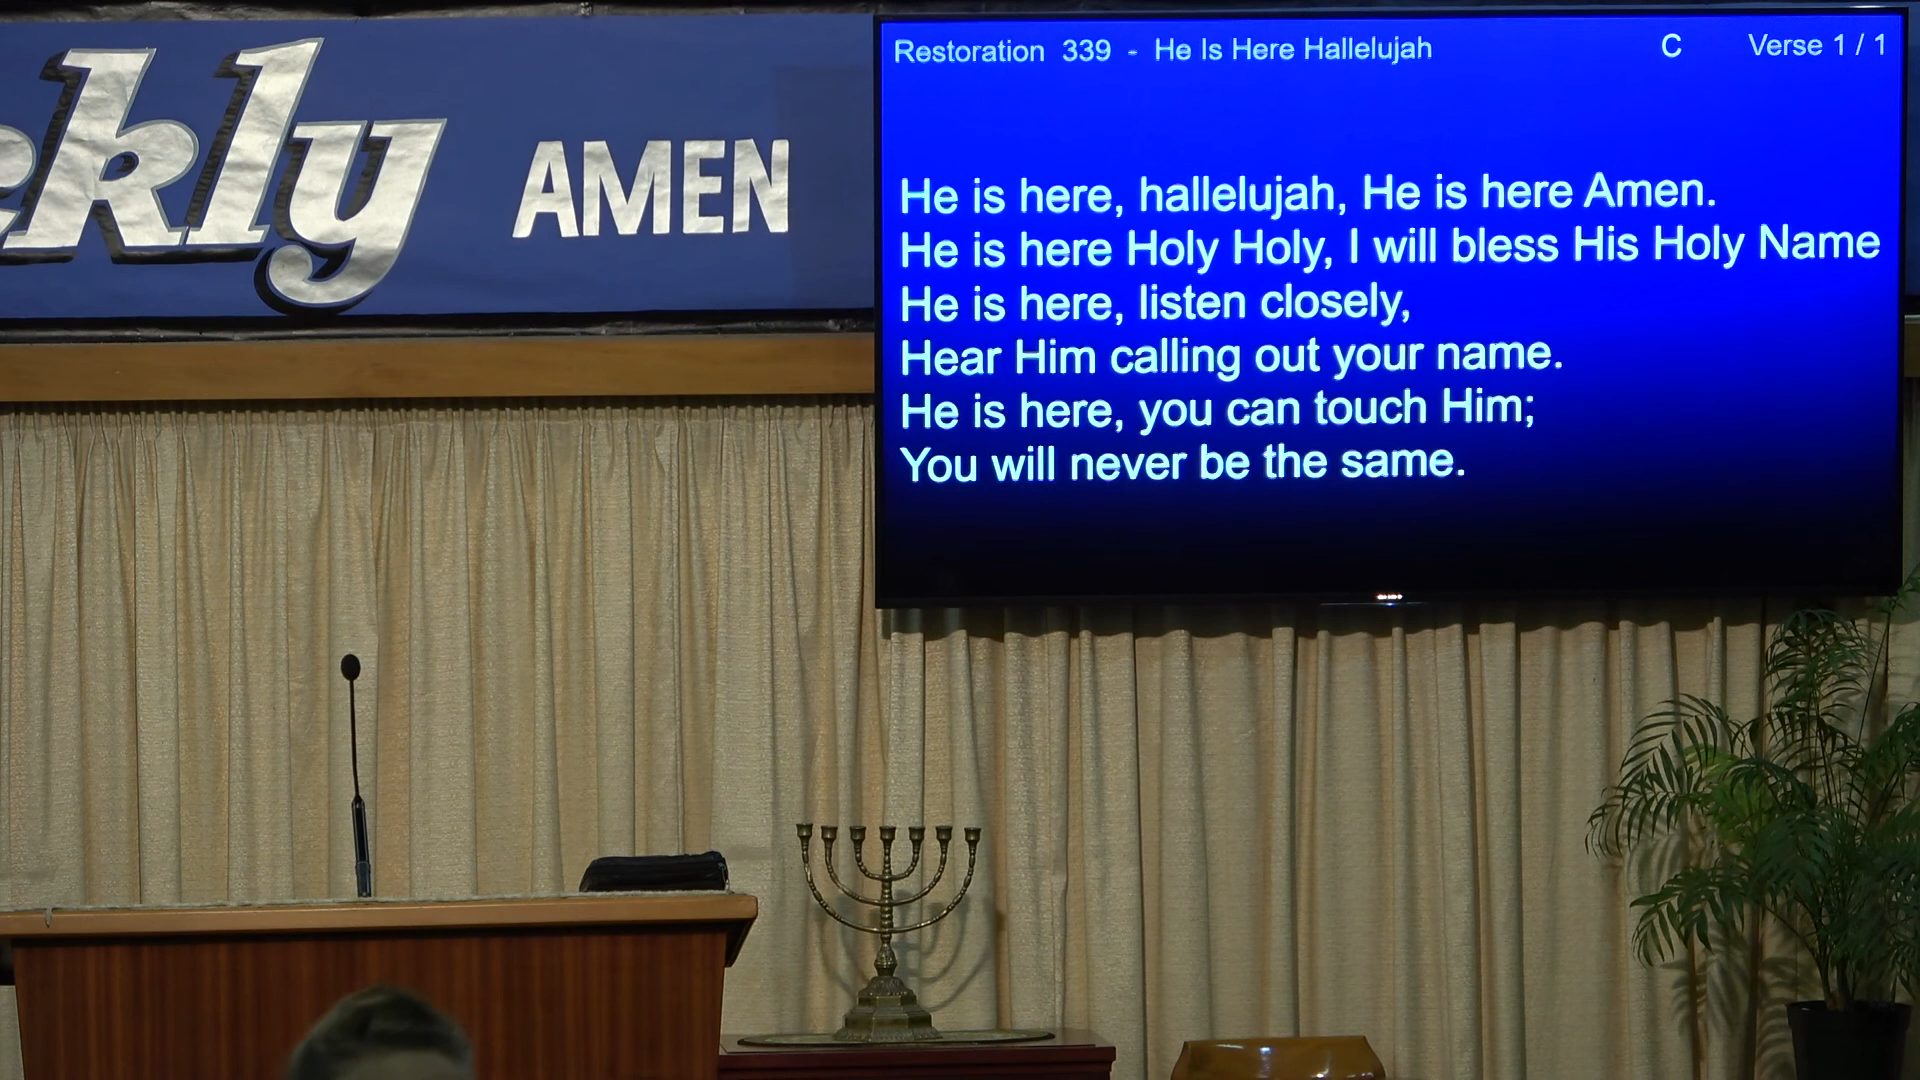 kly AMEN
Restoration 339 - He Is Here Hallelujah C Verse 1 / 1
He is here, hallelujah, He is here Amen.
He is here Holy Holy, I will bless His Holy Name
He is here, listen closely,
Hear Him calling out your name.
He is here, you can touch Him;
You will never be the same.